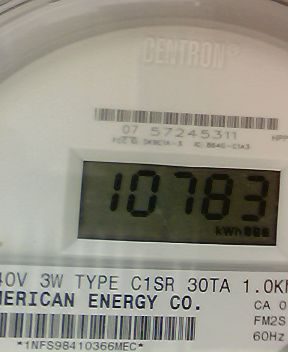 CENTRON®
07 57245311
10783
kWh
40V 3W TYPE C1SR 30TA 1.0K
MERICAN ENERGY CO.
CA 0
FM2S
60Hz
*1NFS98410366MEC*